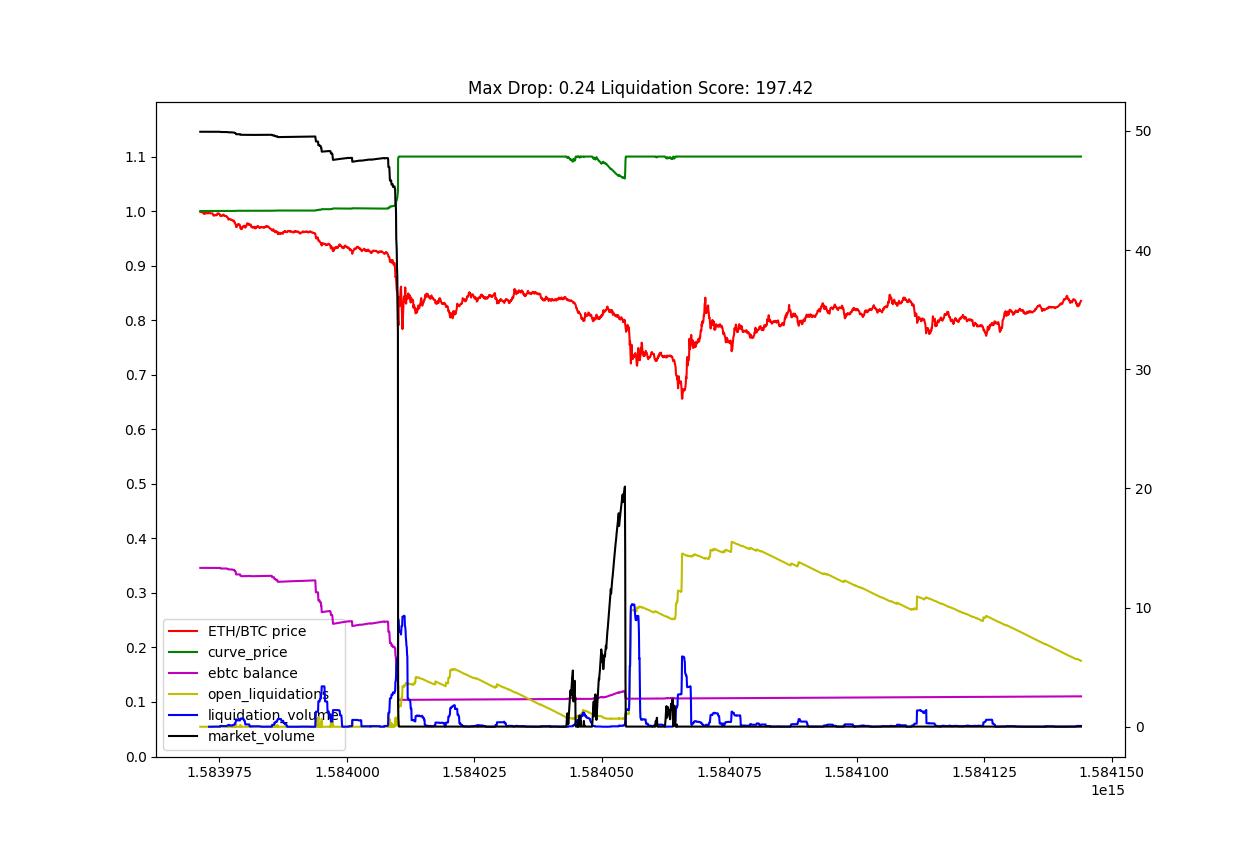 Max Drop: 0.24 Liquidation Score: 197.42
1.1
1.0
0.9
0.8
0.7
0.6
0.5
0.4
0.3
0.2
0.1
0.0
50
40
30
20
10
0
ETH/BTC price
curve_price
ebtc balance
open_liquidations
liquidation_volume
market_volume
1.583975 1.584000 1.584025 1.584050 1.584075 1.584100 1.584125 1.584150
1e15